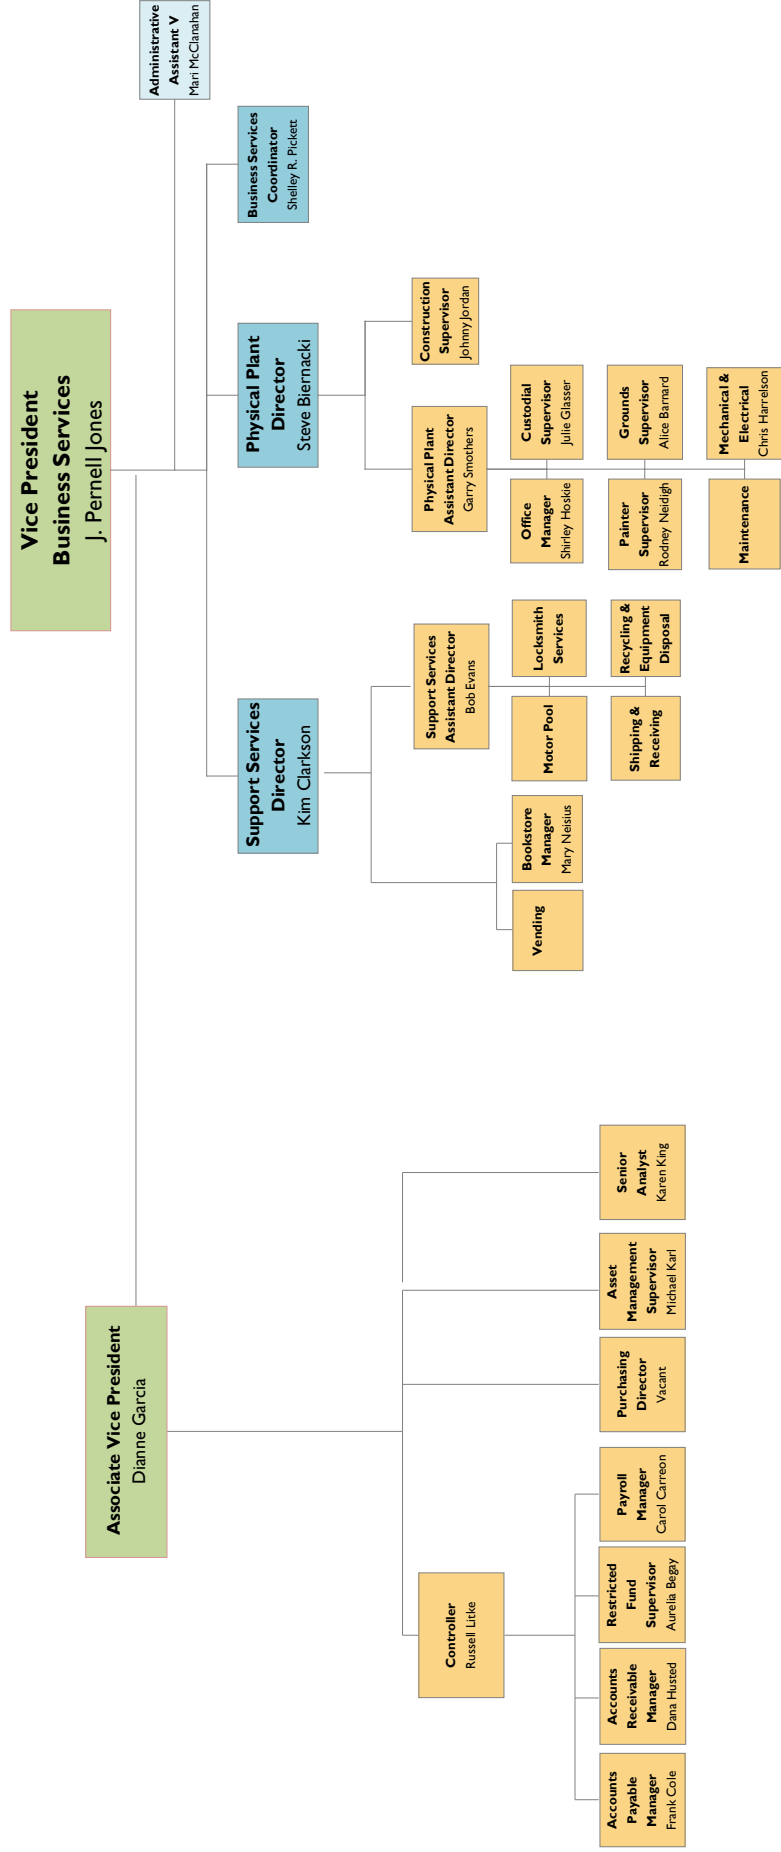 Vice President
Business Services
J. Pernell Jones
Administrative
Assistant V
Mari McClanahan
Associate Vice President
Dianne Garcia
Support Services
Director
Kim Clarkson
Physical Plant
Director
Steve Biernacki
Business Services
Coordinator
Shelley R. Pickett
Controller
Russell Litke
Support Services
Assistant Director
Bob Evans
Physical Plant
Assistant Director
Garry Smothers
Construction
Supervisor
Johnny Jordan
Vending
Bookstore
Manager
Mary Neisius
Motor Pool
Locksmith
Services
Office
Manager
Shirley Hoskie
Custodial
Supervisor
Julie Glasser
Accounts
Payable
Manager
Frank Cole
Accounts
Receivable
Manager
Dana Husted
Restricted
Fund
Supervisor
Aurelia Begay
Payroll
Manager
Carol Carreon
Purchasing
Director
Vacant
Asset
Management
Supervisor
Michael Karl
Senior
Analyst
Karen King
Shipping &
Receiving
Recycling &
Equipment
Disposal
Painter
Supervisor
Rodney Neidigh
Grounds
Supervisor
Alice Barnard
Maintenance
Mechanical &
Electrical
Chris Harrelson